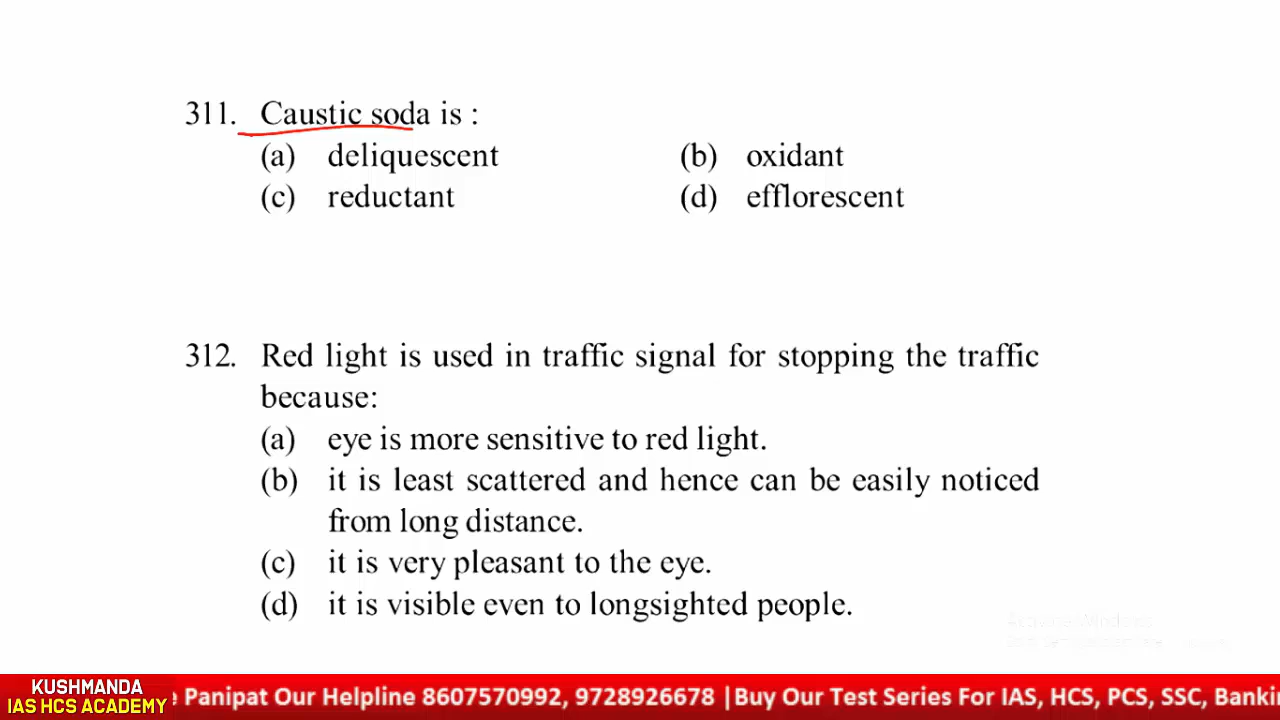 311. Caustic soda is :
(a) deliquescent (b) oxidant
(c) reductant (d) efflorescent
312. Red light is used in traffic signal for stopping the traffic
because:
(a) eye is more sensitive to red light.
(b) it is least scattered and hence can be easily noticed
from long distance.
(c) it is very pleasant to the eye.
(d) it is visible even to longsighted people.
KUSHMANDA
IAS HCS ACADEMY
e Panipat Our Helpline 8607570992, 9728926678 |Buy Our Test Series For IAS, HCS, PCS, SSC, Bankin